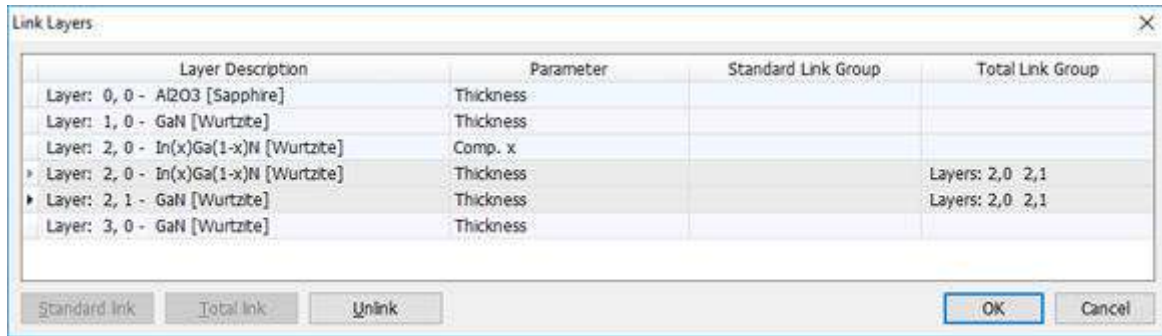 Link Layers
Layer Description Parameter Standard Link Group Total Link Group
Layer: 0, 0 - Al2O3 [Sapphire] Thickness
Layer: 1, 0 - GaN [Wurtzite] Thickness
Layer: 2, 0 - In(x)Ga(1-x)N [Wurtzite] Comp. x
Layer: 2, 0 - In(x)Ga(1-x)N [Wurtzite] Thickness Layers: 2,0 2,1
Layer: 2, 1 - GaN [Wurtzite] Thickness Layers: 2,0 2,1
Layer: 3, 0 - GaN [Wurtzite] Thickness
Standard link Total link Unlink OK Cancel